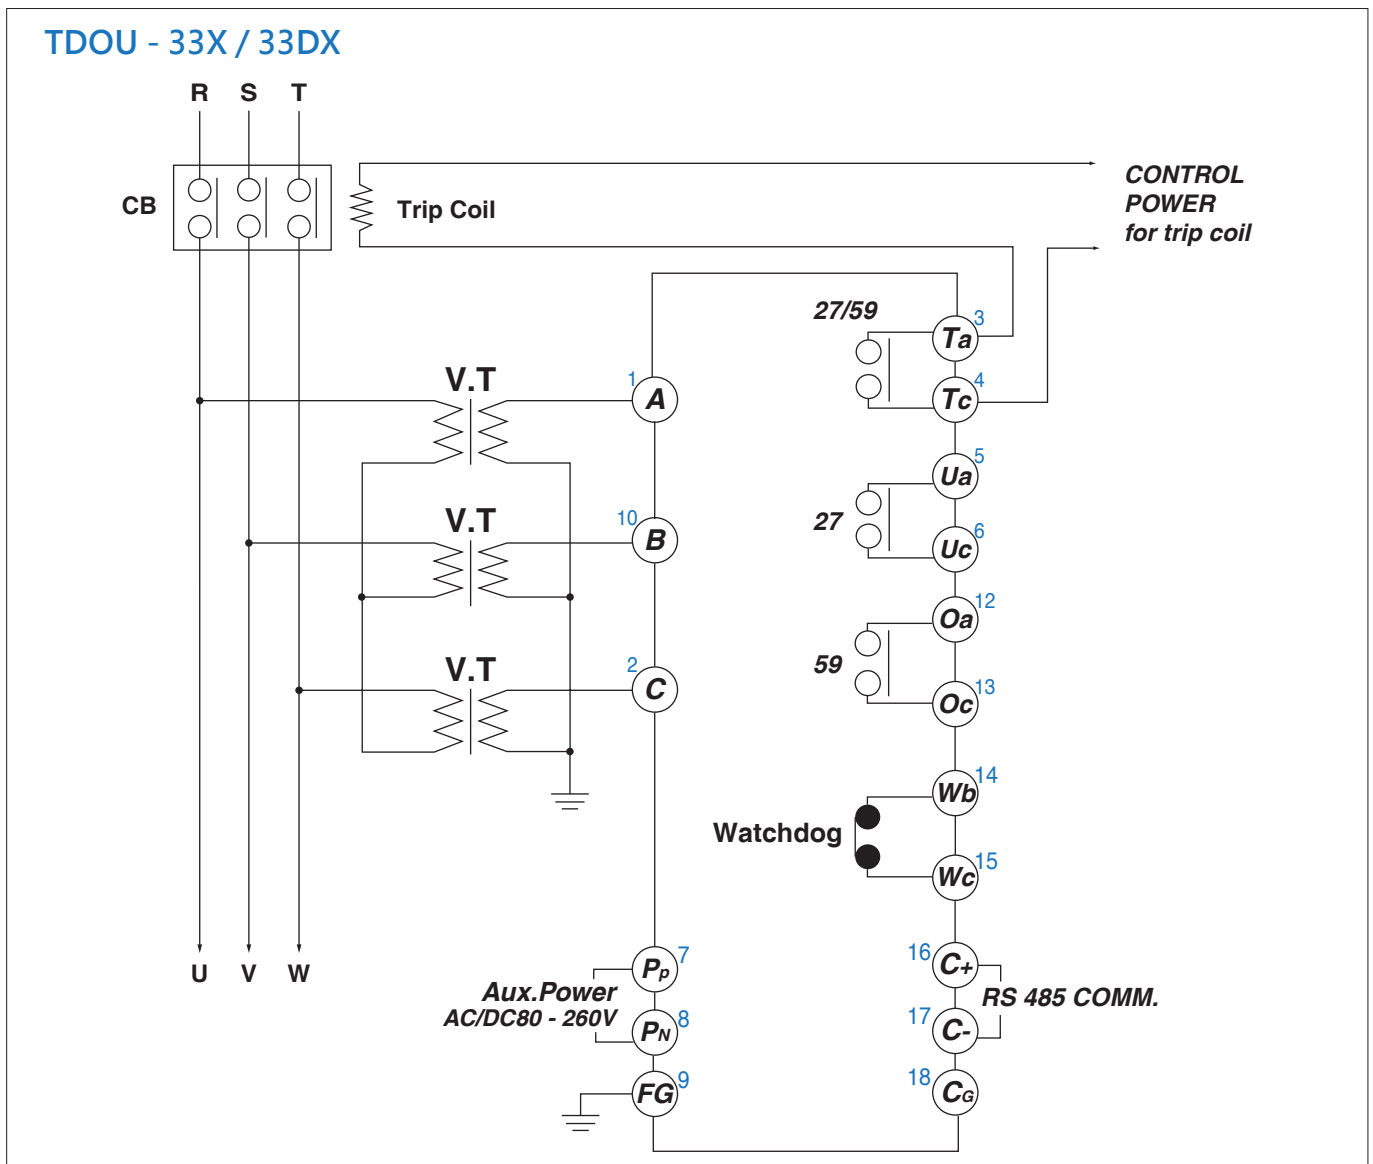 TDOU - 33X / 33DX
R S T
CB
Trip Coil
CONTROL
POWER
for trip coil
27/59
3
Ta
4
Tc
V.T
1
A
5
Ua
27
6
Uc
V.T
10
B
12
Oa
59
13
Oc
V.T
2
C
14
Wb
Watchdog
15
Wc
U V W
7
Pp
Aux.Power
AC/DC80 - 260V
8
PN
9
FG
16
C+
RS 485 COMM.
17
C-
18
CG